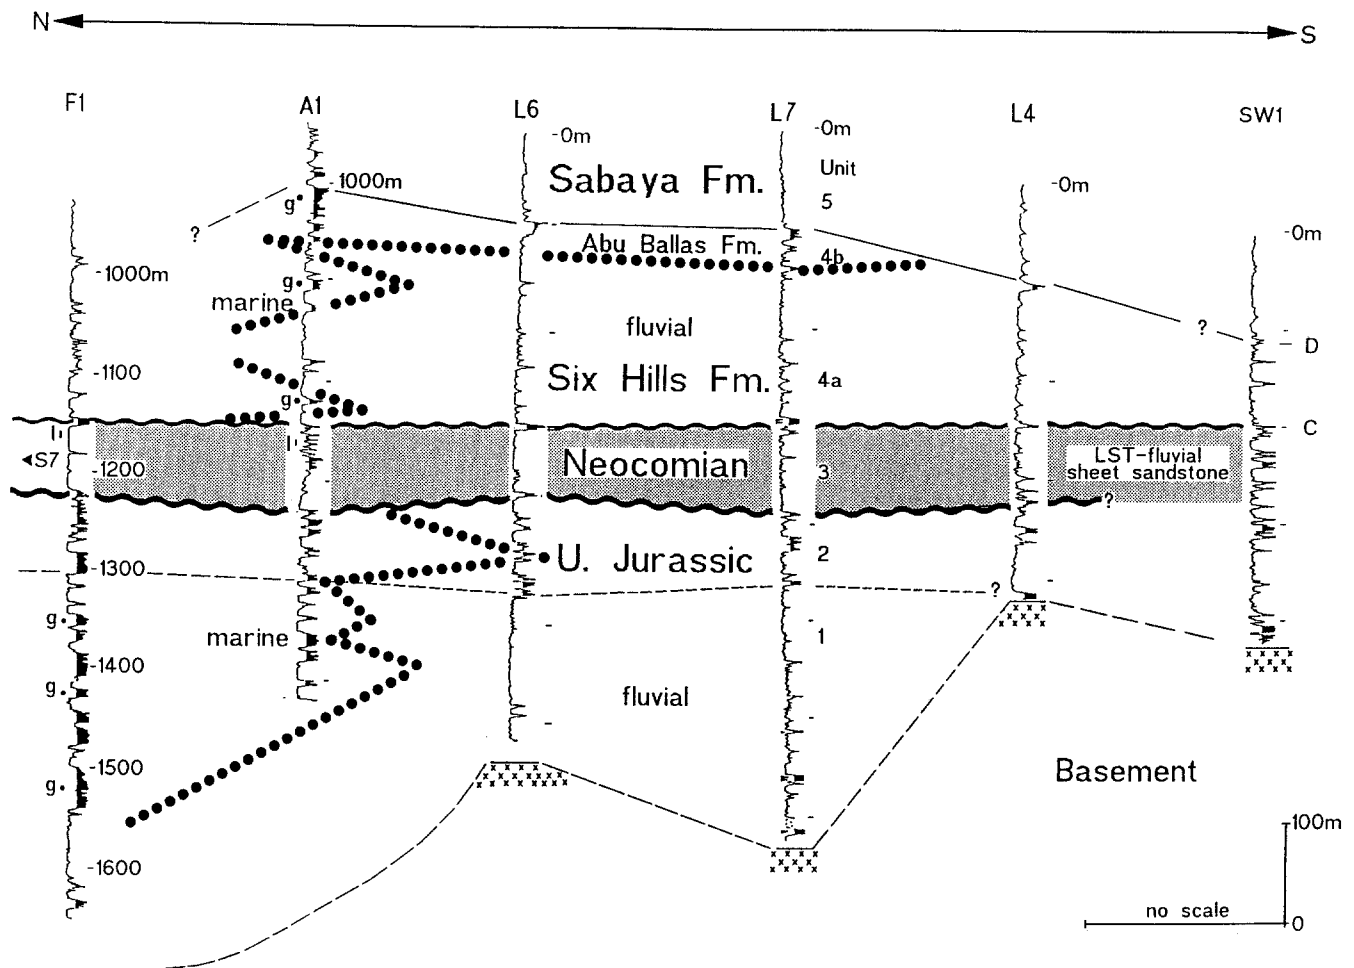 N S
F1 A1 L6 L7 L4 SW1
-0m -0m
Unit
-1000m Sabaya Fm. -0m
g 5
? -0m
Abu Ballas Fm. 4b
-1000m
g
marine fluvial ?
D
-1100 Six Hills Fm. 4a
g
C
l l
S7 -1200 Neocomian 3 LST-fluvial
sheet sandstone
?
U. Jurassic 2
-1300
?
g
marine 1
-1400
g fluvial
-1500 Basement
g
-100m
-1600
no scale
0
xxxx